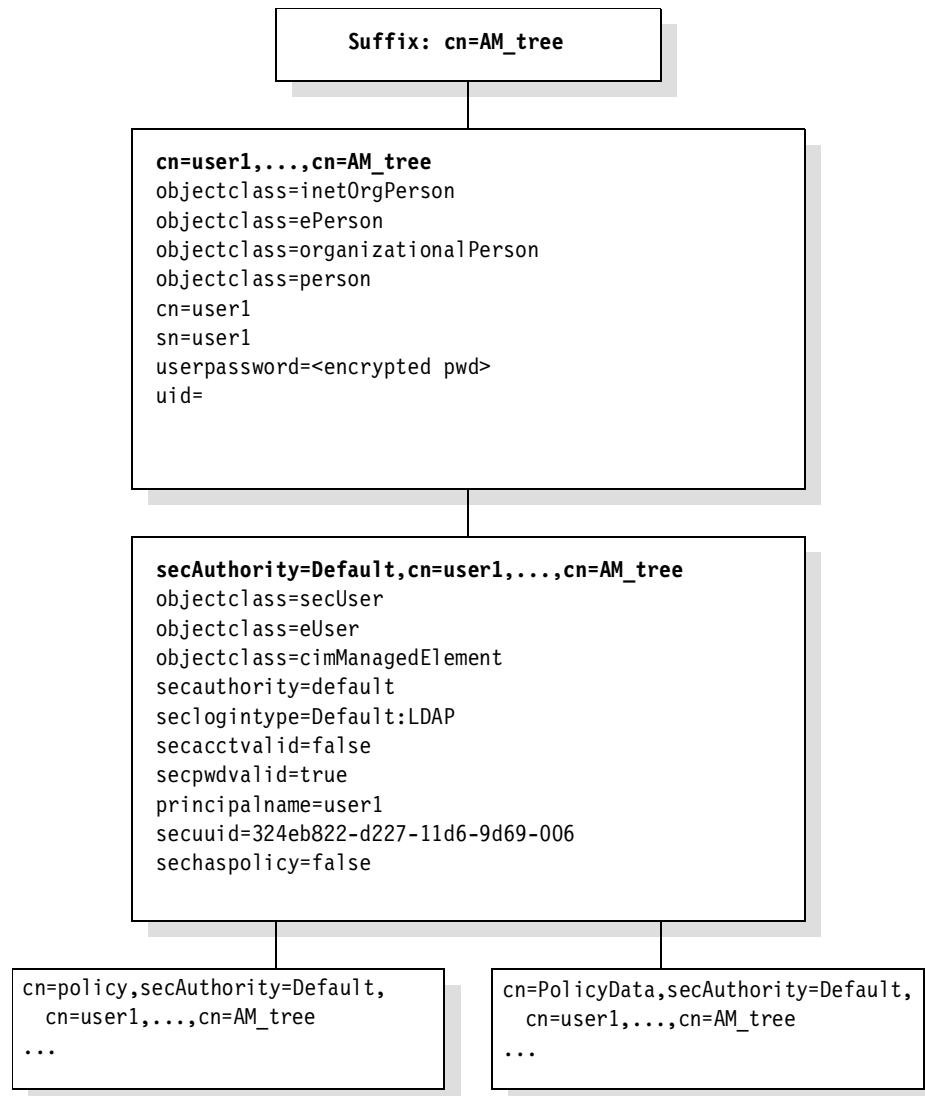 Suffix: cn=AM_tree
cn=user1,...,cn=AM_tree
objectclass=inetOrgPerson
objectclass=ePerson
objectclass=organizationalPerson
objectclass=person
cn=user1
sn=user1
userpassword=<encrypted pwd>
uid=
secAuthority=Default,cn=user1,...,cn=AM_tree
objectclass=secUser
objectclass=eUser
objectclass=cimManagedElement
secauthority=default
seclogintype=Default:LDAP
secacctvalid=false
secpwdvalid=true
principalname=user1
secuuid=324eb822-d227-11d6-9d69-006
sechaspolicy=false
cn=policy,secAuthority=Default,
cn=user1,...,cn=AM_tree
...
cn=PolicyData,secAuthority=Default,
cn=user1,...,cn=AM_tree
...